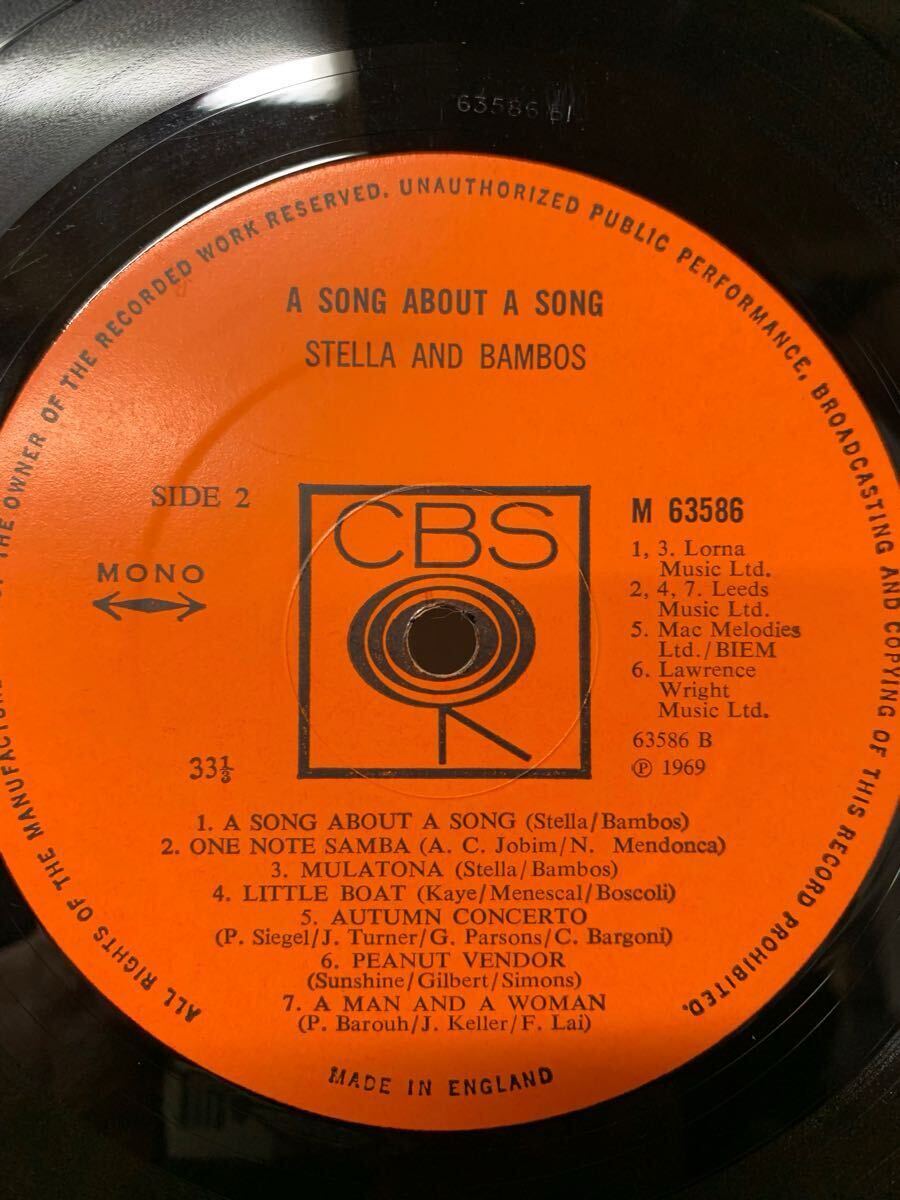 63586
ALL RIGHTS OF THE MANUFACTURER THE OWNER OF THE RECORDED WORK RESERVED. UNAUTHORIZED PUBLIC PERFORMANCE, BROADCASTING AND COPYING OF THIS RECORD PROHIBITED.
A SONG ABOUT A SONG
STELLA AND BAMBOS
SIDE 2
MONO
CBS
M 63586
1, 3. Lorna
Music Ltd.
2, 4, 7. Leeds
Music Ltd.
5. Mac Melodies
Ltd./BIEM
6. Lawrence
Wright
Music Ltd.
63586 B
℗ 1969
33⅓
1. A SONG ABOUT A SONG (Stella/Bambos)
2. ONE NOTE SAMBA (A. C. Jobim/N. Mendonca)
3. MULATONA (Stella/Bambos)
4. LITTLE BOAT (Kaye/Menescal/Boscoli)
5. AUTUMN CONCERTO
(P. Siegel/J. Turner/G. Parsons/C. Bargoni)
6. PEANUT VENDOR
(Sunshine/Gilbert/Simons)
7. A MAN AND A WOMAN
(P. Barouh/J. Keller/F. Lai)
MADE IN ENGLAND